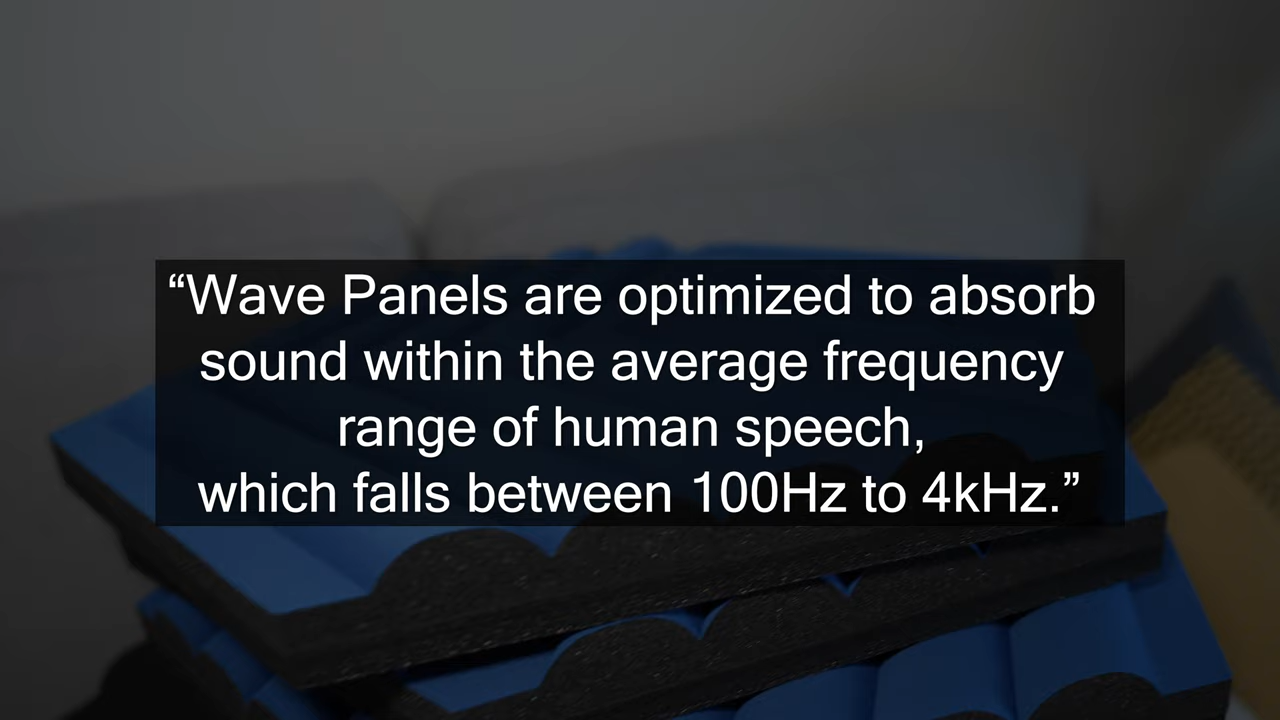 “Wave Panels are optimized to absorb
sound within the average frequency
range of human speech,
which falls between 100Hz to 4kHz.”